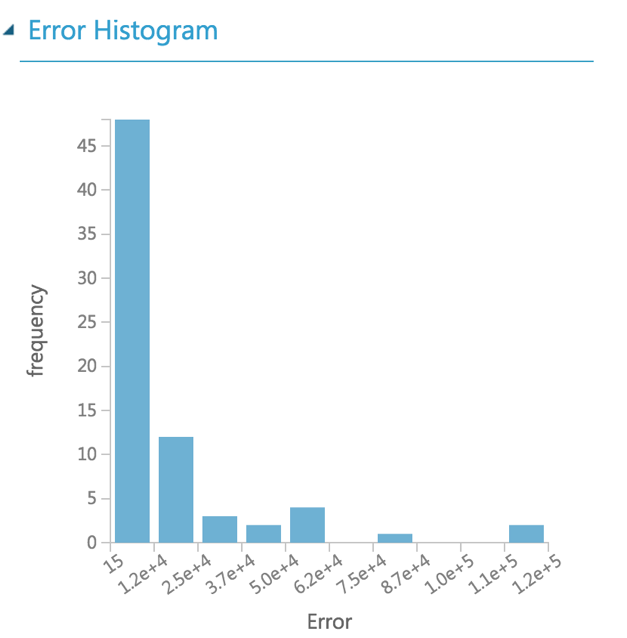 Error Histogram
45
40
35
30
25
20
15
10
5
0
frequency
15
1.2e+4
2.5e+4
3.7e+4
5.0e+4
6.2e+4
7.5e+4
8.7e+4
1.0e+5
1.1e+5
1.2e+5
Error